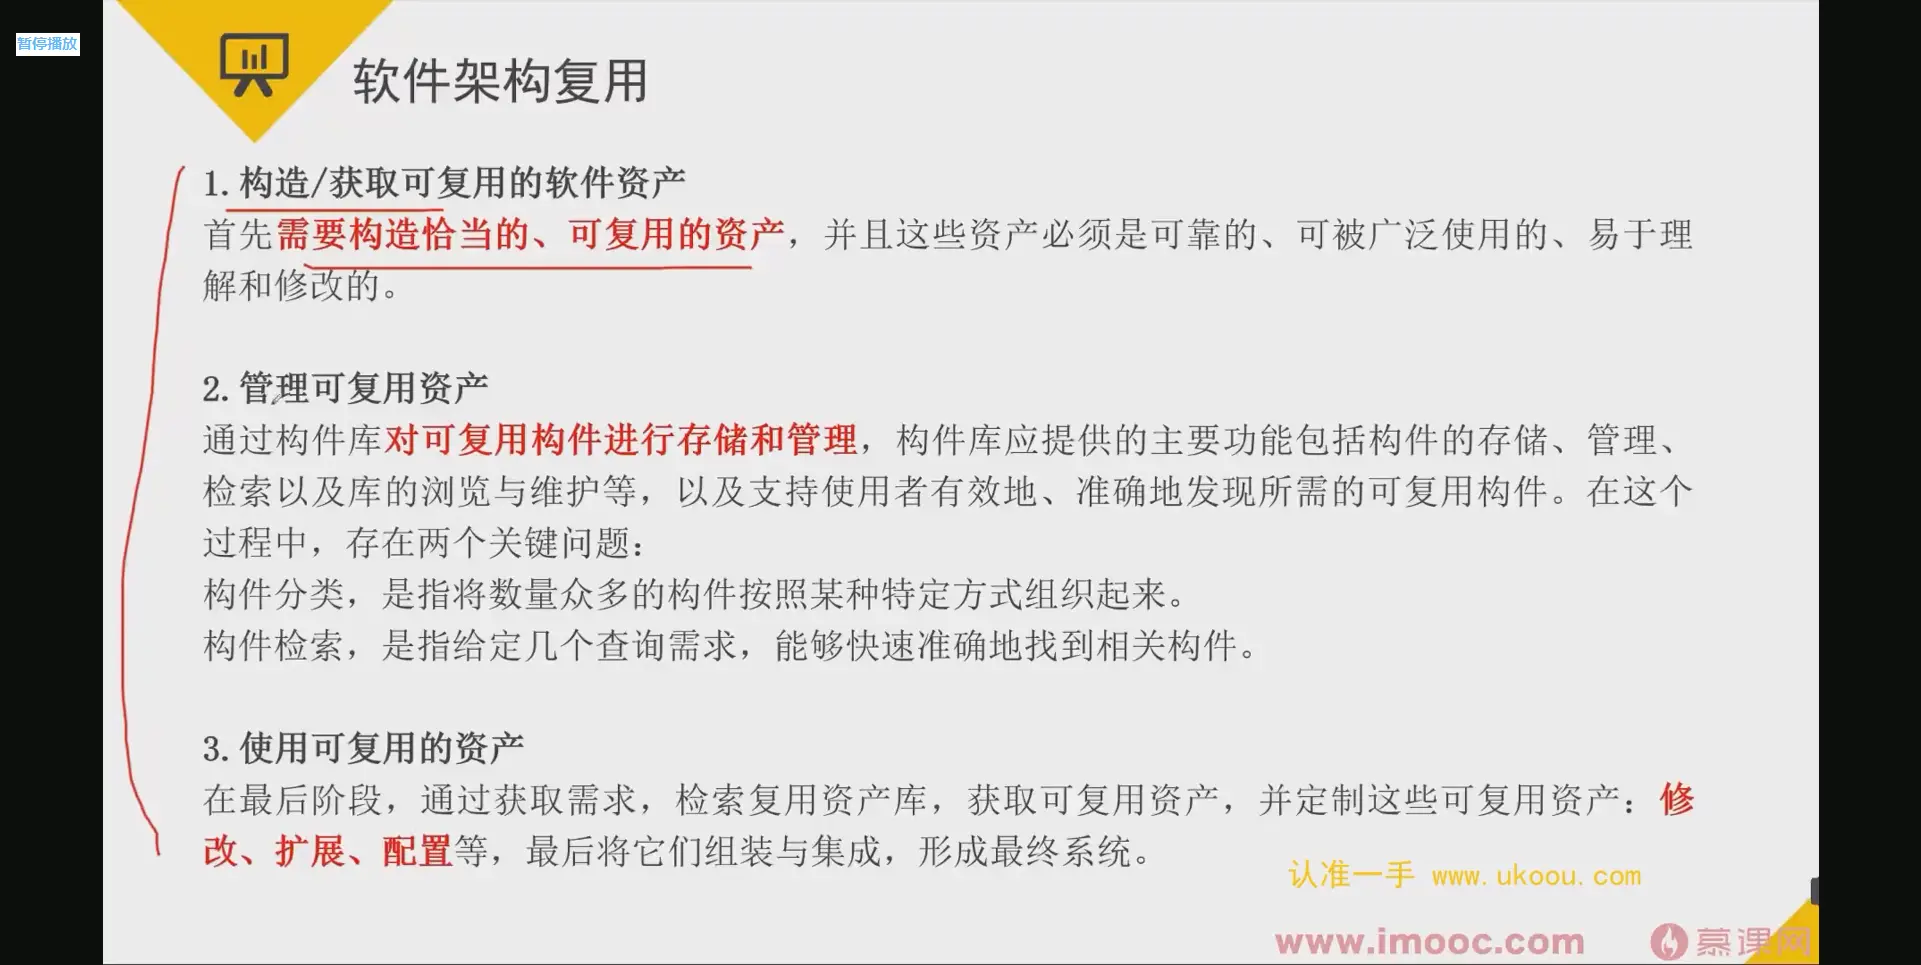 暂停播放
软件架构复用
1. 构造/获取可复用的软件资产
首先需要构造恰当的、可复用的资产，并且这些资产必须是可靠的、可被广泛使用的、易于理
解和修改的。
2. 管理可复用资产
通过构件库对可复用构件进行存储和管理，构件库应提供的主要功能包括构件的存储、管理、
检索以及库的浏览与维护等，以及支持使用者有效地、准确地发现所需的可复用构件。在这个
过程中，存在两个关键问题：
构件分类，是指将数量众多的构件按照某种特定方式组织起来。
构件检索，是指给定几个查询需求，能够快速准确地找到相关构件。
3. 使用可复用的资产
在最后阶段，通过获取需求，检索复用资产库，获取可复用资产，并定制这些可复用资产：修
改、扩展、配置等，最后将它们组装与集成，形成最终系统。
认准一手 www.ukoou.com
www.imooc.com 慕课网